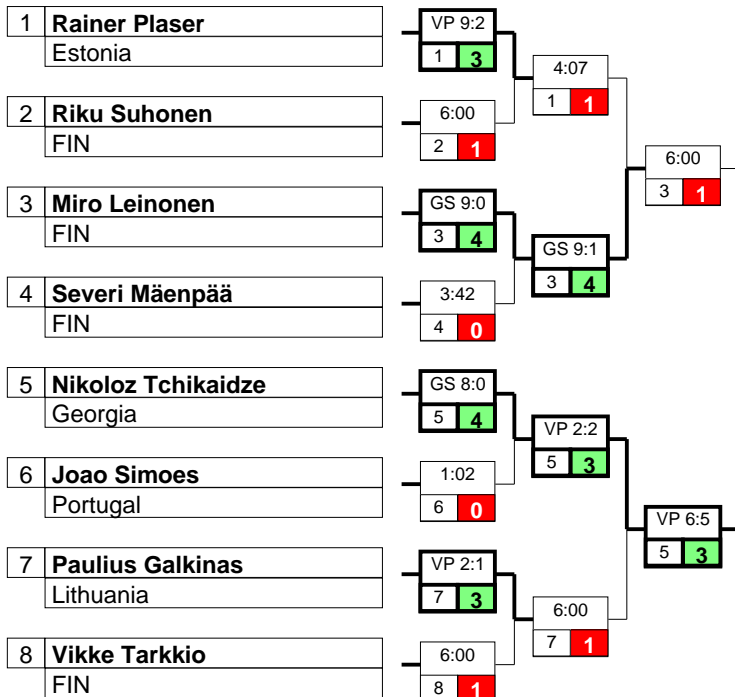 1 Rainer Plaser
Estonia
VP 9:2
1 3
4:07
1 1
2 Riku Suhonen
FIN
6:00
2 1
6:00
3 1
3 Miro Leinonen
FIN
GS 9:0
3 4
GS 9:1
3 4
4 Severi Mäenpää
FIN
3:42
4 0
5 Nikoloz Tchikaidze
Georgia
GS 8:0
5 4
VP 2:2
5 3
6 Joao Simoes
Portugal
1:02
6 0
VP 6:5
5 3
7 Paulius Galkinas
Lithuania
VP 2:1
7 3
6:00
7 1
8 Vikke Tarkkio
FIN
6:00
8 1